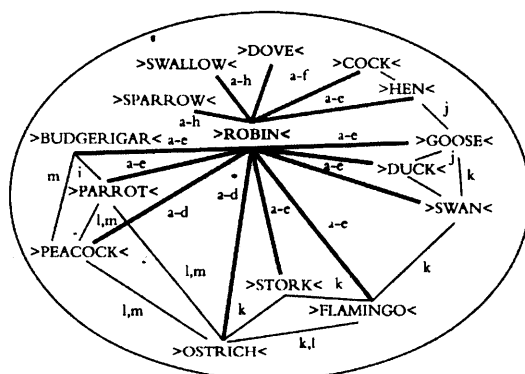 >DOVE<
>SWALLOW<
>COCK<
a-h
a-f
>HEN<
>SPARROW<
a-e
a-h
j
>BUDGERIGAR<
>ROBIN<
a-e
a-e
>GOOSE<
a-e
a-e
>DUCK<
j
m
i
>PARROT<
a-d
a-d
k
>SWAN<
l,m
a-e
a-e
>PEACOCK<
l,m
k
k
>STORK<
k
l,m
>FLAMINGO<
>OSTRICH<
k,l